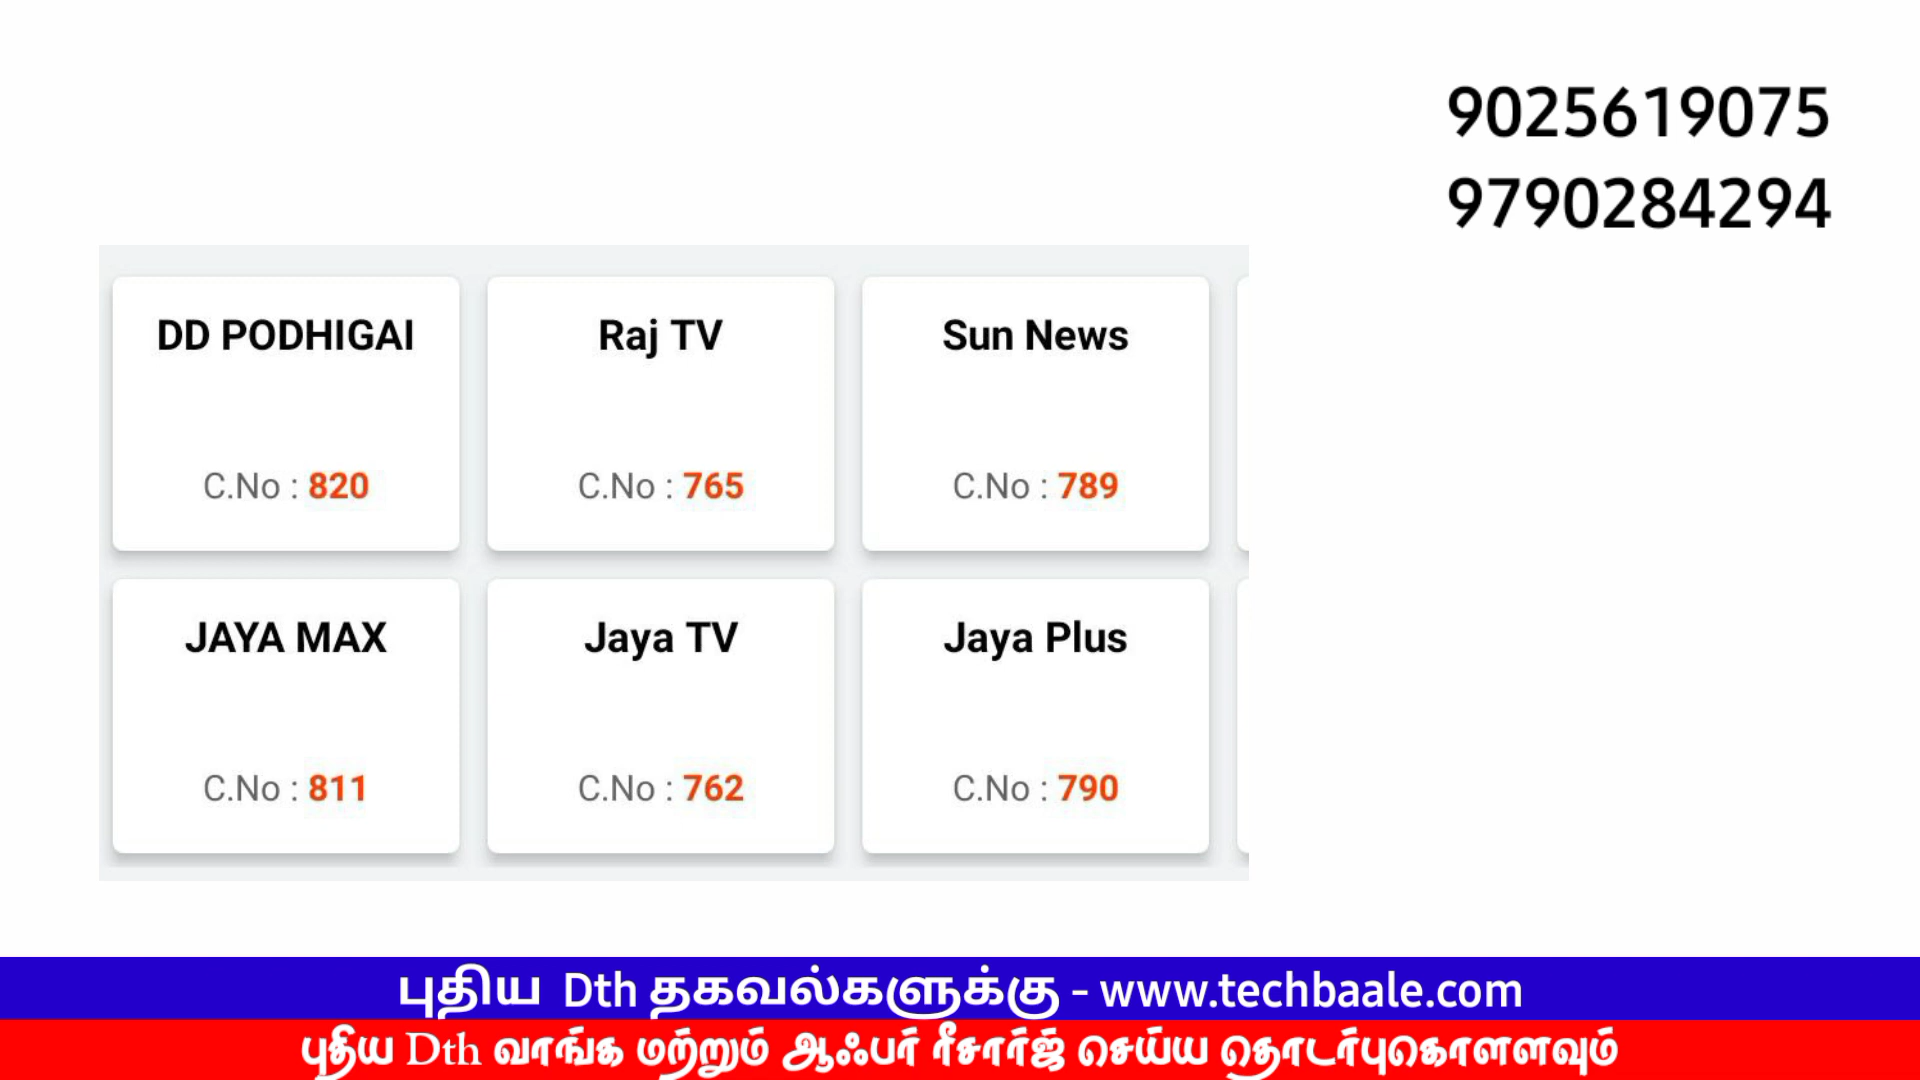 9025619075
9790284294
DD PODHIGAI
Raj TV
Sun News
C.No : 820
C.No : 765
C.No : 789
JAYA MAX
Jaya TV
Jaya Plus
C.No : 811
C.No : 762
C.No : 790
புதிய Dth தகவல்களுக்கு - www.techbaale.com
புதிய Dth வாங்க மற்றும் ஆஃபர் ரீசார்ஜ் செய்ய தொடர்புகொளளவும்